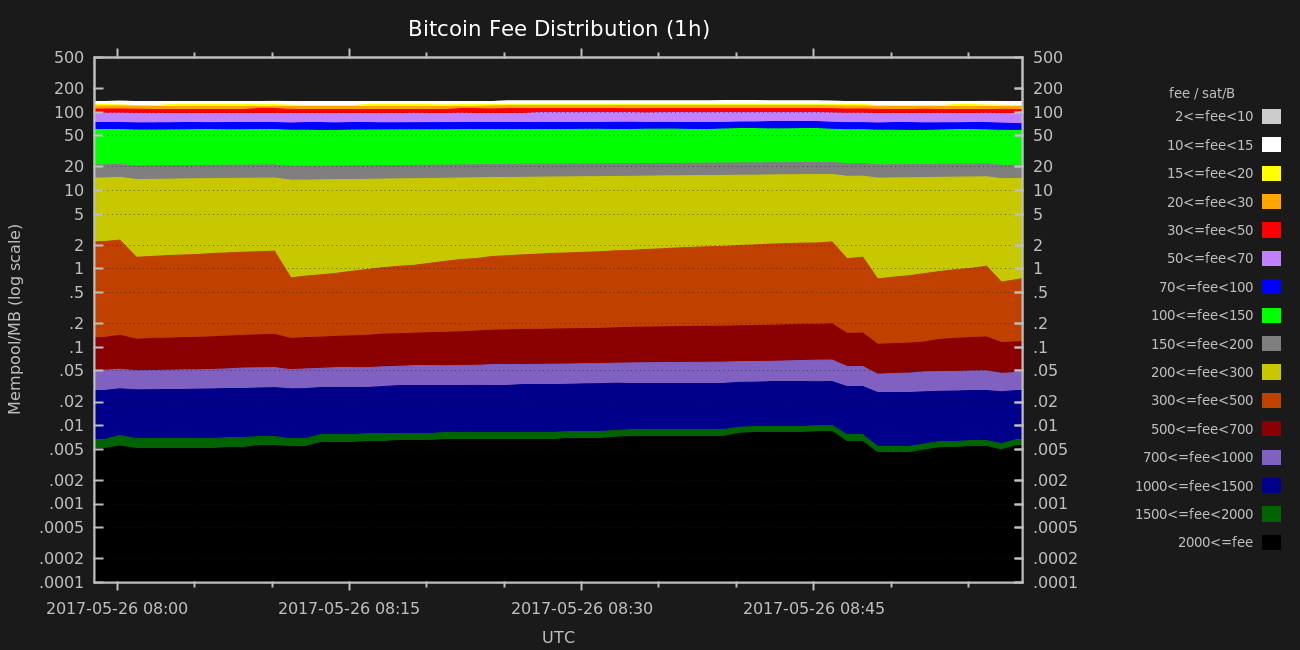 Bitcoin Fee Distribution (1h)
Mempool/MB (log scale)
500
200
100
50
20
10
5
2
1
.5
.2
.1
.05
.02
.01
.005
.002
.001
.0005
.0002
.0001
500
200
100
50
20
10
5
2
1
.5
.2
.1
.05
.02
.01
.005
.002
.001
.0005
.0002
.0001
2017-05-26 08:00 2017-05-26 08:15 2017-05-26 08:30 2017-05-26 08:45
UTC
fee / sat/B
2<=fee<10
10<=fee<15
15<=fee<20
20<=fee<30
30<=fee<50
50<=fee<70
70<=fee<100
100<=fee<150
150<=fee<200
200<=fee<300
300<=fee<500
500<=fee<700
700<=fee<1000
1000<=fee<1500
1500<=fee<2000
2000<=fee